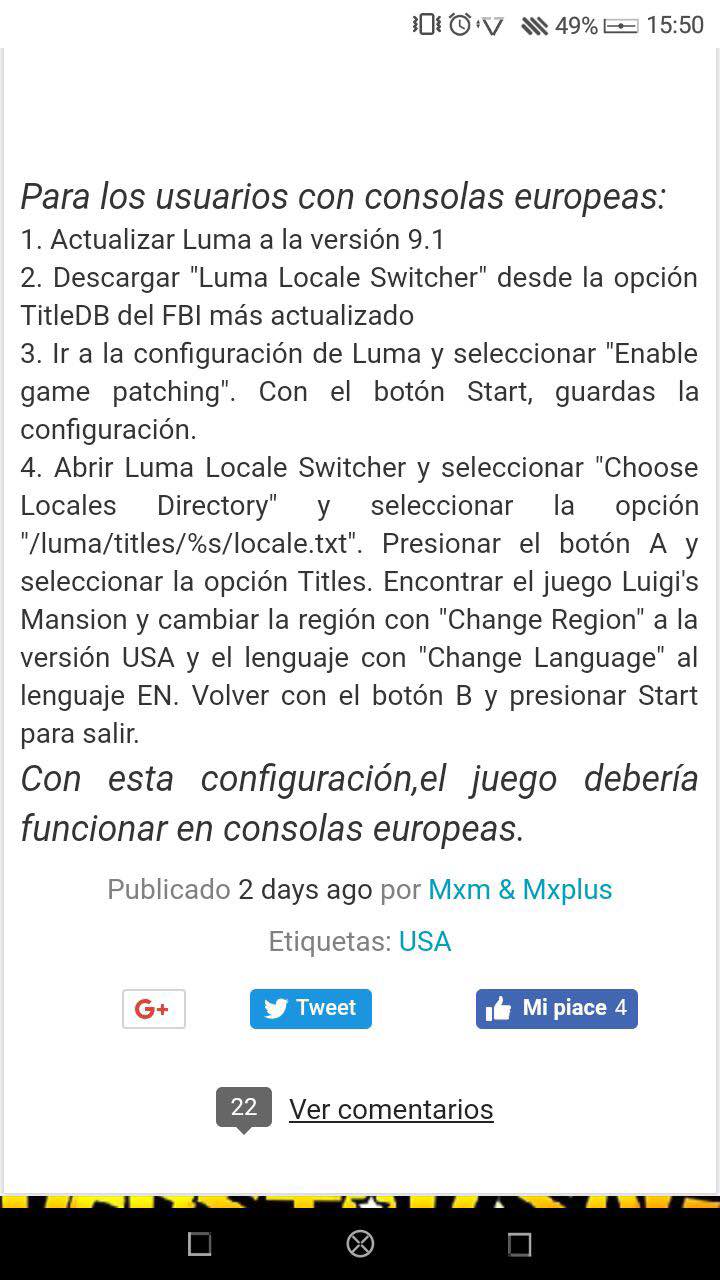 49% 15:50
Para los usuarios con consolas europeas:
1. Actualizar Luma a la versión 9.1
2. Descargar "Luma Locale Switcher" desde la opción
TitleDB del FBI más actualizado
3. Ir a la configuración de Luma y seleccionar "Enable
game patching". Con el botón Start, guardas la
configuración.
4. Abrir Luma Locale Switcher y seleccionar "Choose
Locales Directory" y seleccionar la opción
"/luma/titles/%s/locale.txt". Presionar el botón A y
seleccionar la opción Titles. Encontrar el juego Luigi's
Mansion y cambiar la región con "Change Region" a la
versión USA y el lenguaje con "Change Language" al
lenguaje EN. Volver con el botón B y presionar Start
para salir.
Con esta configuración,el juego debería
funcionar en consolas europeas.
Publicado 2 days ago por Mxm & Mxplus
Etiquetas: USA
G+ Tweet Mi piace 4
22 Ver comentarios